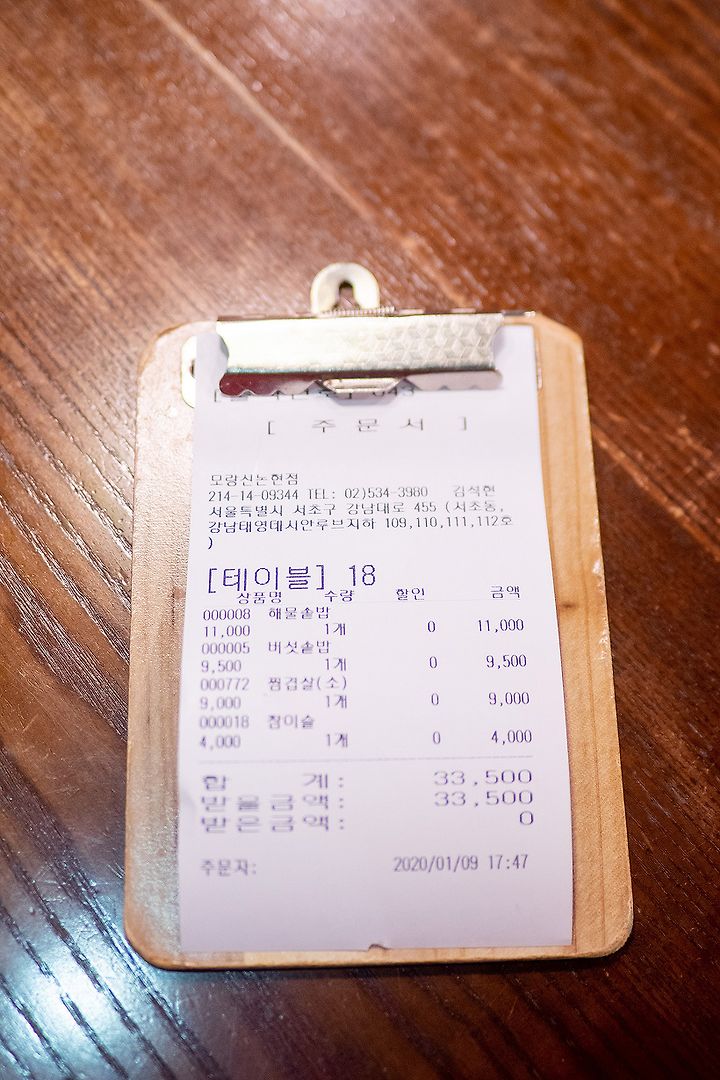 [ 주 문 서 ]
모랑신논현점
214-14-09344 TEL: 02)534-3980 김석현
서울특별시 서초구 강남대로 455 (서초동,
강남태영데시안루브지하 109,110,111,112호
)
[테이블] 18
상품명 수량 할인 금액
000008 해물솥밥
11,000 1개 0 11,000
000005 버섯솥밥
9,500 1개 0 9,500
000772 찜겹살(소)
9,000 1개 0 9,000
000018 참이슬
4,000 1개 0 4,000
합 계: 33,500
받을금액: 33,500
받은금액: 0
주문자: 2020/01/09 17:47